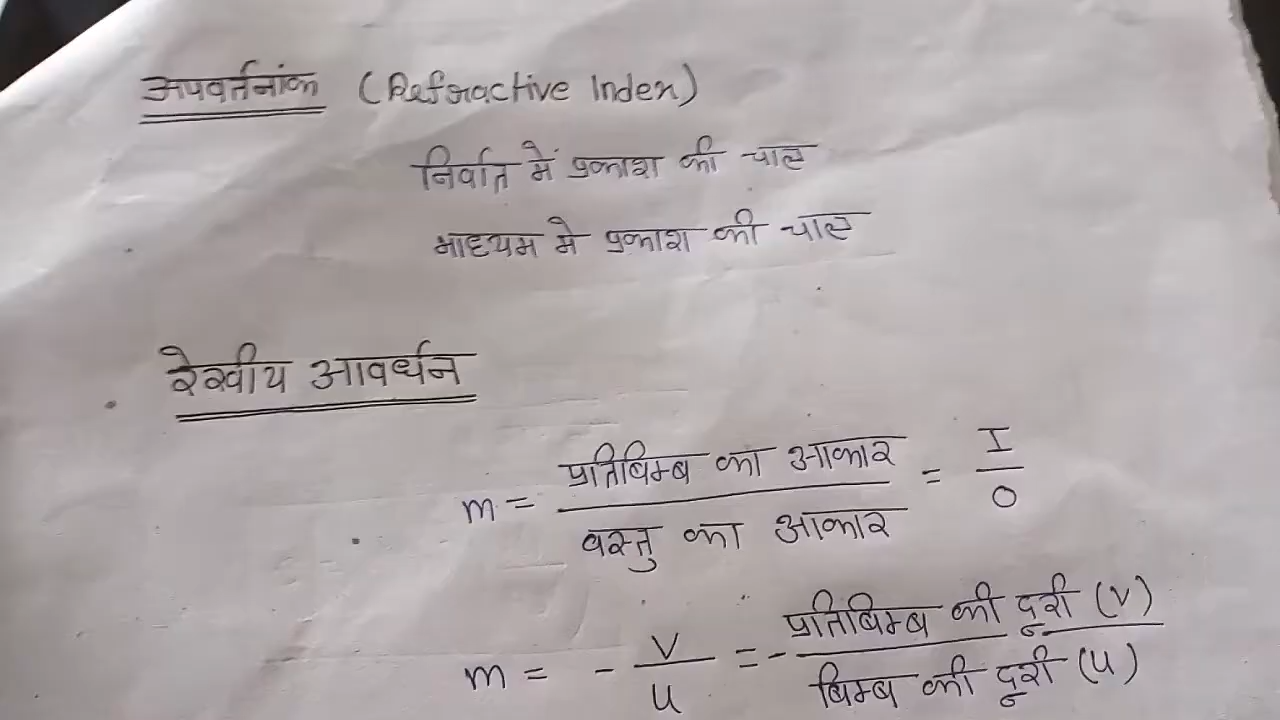 अपवर्तनांक (Refractive Index)
निर्वात में प्रकाश की चाल
माध्यम मे प्रकाश की चाल
रेखीय आवर्धन
m = प्रतिबिम्ब का आकार / वस्तु का आकार = I / O
m = - v / u = - प्रतिबिम्ब की दूरी (v) / बिम्ब की दूरी (u)